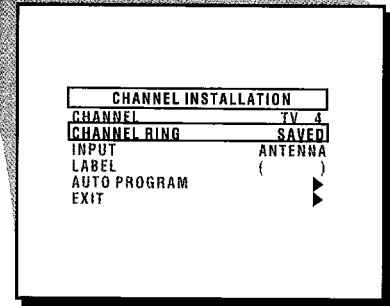 CHANNEL INSTALLATION
CHANNEL TV 4
CHANNEL RING SAVED
INPUT ANTENNA
LABEL ( )
AUTO PROGRAM ▶
EXIT ▶